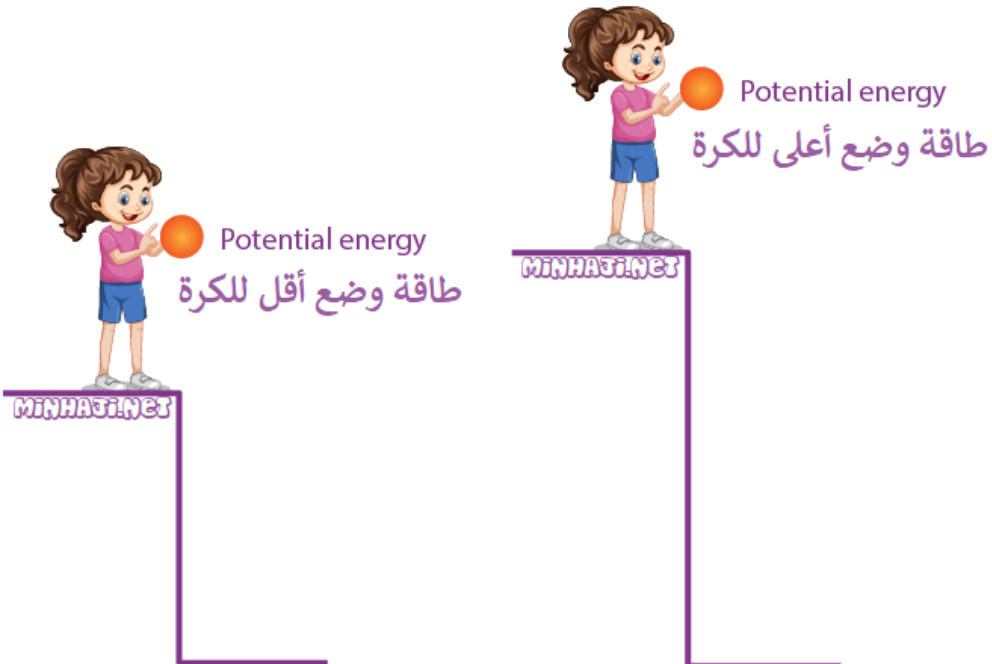 Potential energy
طاقة وضع أقل للكرة
MiNHAJi.NeT
Potential energy
طاقة وضع أعلى للكرة
MiNHAJi.NeT